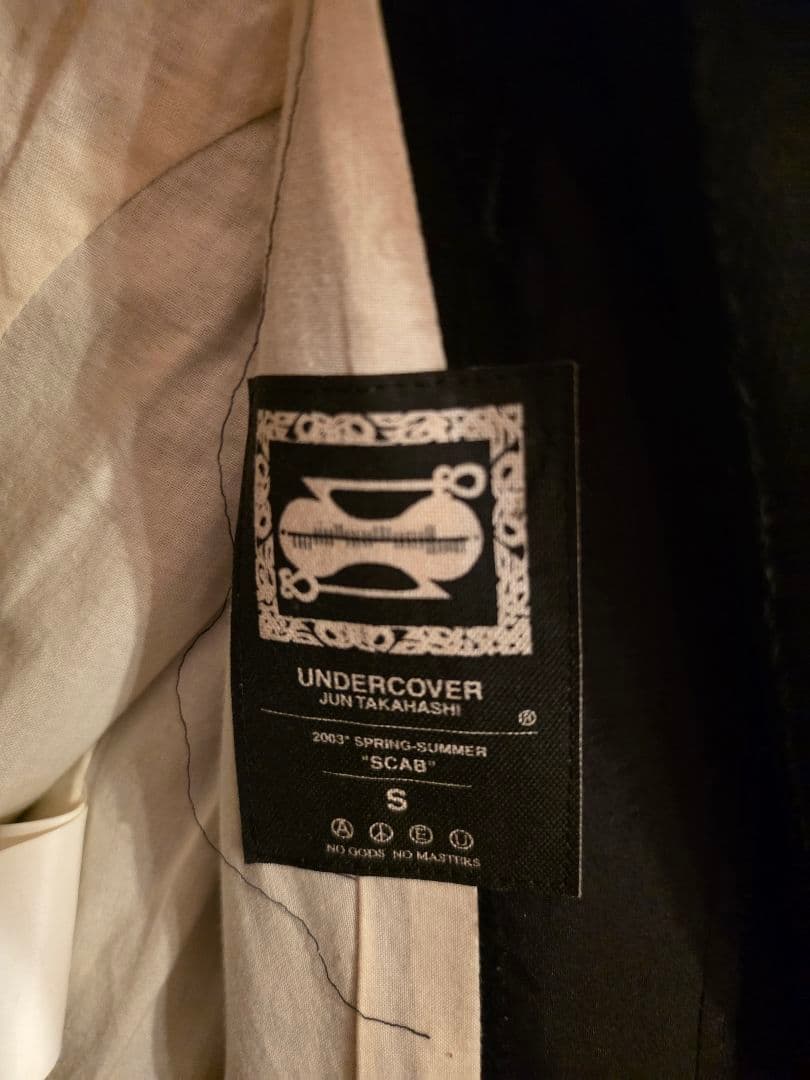 UNDERCOVER
JUN TAKAHASHI
®
2003" SPRING-SUMMER
"SCAB"
S
Ⓐ ☮ Ⓔ Ⓤ
NO GODS NO MASTERS